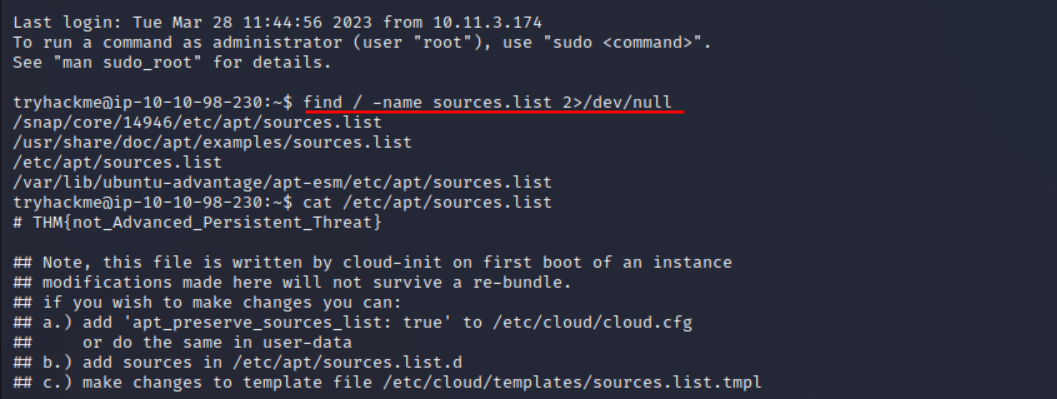 Last login: Tue Mar 28 11:44:56 2023 from 10.11.3.174
To run a command as administrator (user "root"), use "sudo <command>".
See "man sudo_root" for details.
tryhackme@ip-10-10-98-230:~$ find / -name sources.list 2>/dev/null
/snap/core/14946/etc/apt/sources.list
/usr/share/doc/apt/examples/sources.list
/etc/apt/sources.list
/var/lib/ubuntu-advantage/apt-esm/etc/apt/sources.list
tryhackme@ip-10-10-98-230:~$ cat /etc/apt/sources.list
# THM{not_Advanced_Persistent_Threat}
## Note, this file is written by cloud-init on first boot of an instance
## modifications made here will not survive a re-bundle.
## if you wish to make changes you can:
## a.) add 'apt_preserve_sources_list: true' to /etc/cloud/cloud.cfg
##     or do the same in user-data
## b.) add sources in /etc/apt/sources.list.d
## c.) make changes to template file /etc/cloud/templates/sources.list.tmpl